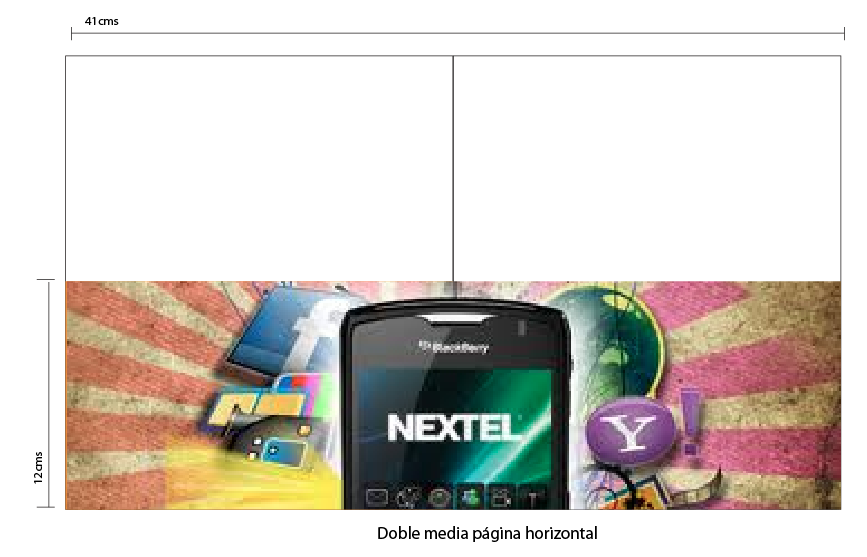 41cms
f
BlackBerry
NEXTEL
Y!
12cms
Doble media página horizontal